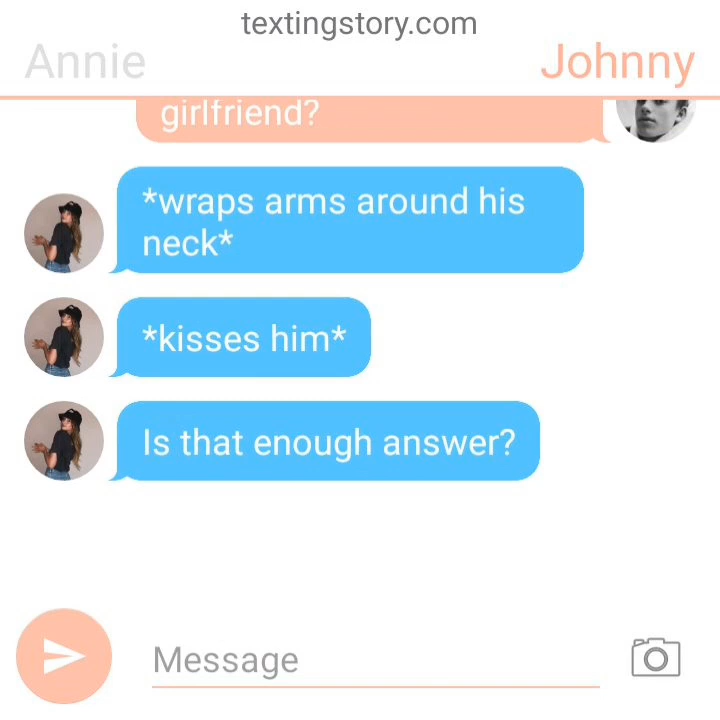 textingstory.com
Annie
Johnny
girlfriend?
*wraps arms around his
neck*
*kisses him*
Is that enough answer?
Message